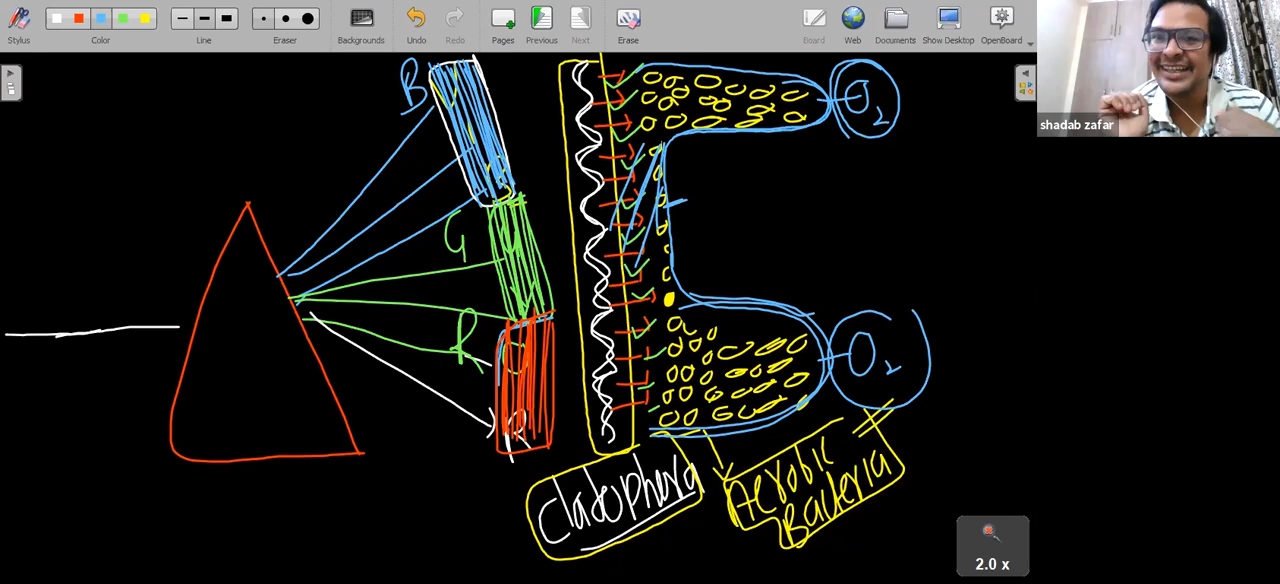 Stylus
Color
Line
Eraser
Backgrounds
Undo
Redo
Pages
Previous
Next
Erase
Board
Web
Documents
Show Desktop
OpenBoard
shadab zafar
B
O2
G
R
O
R
O2
Cladophora
Aerobic
Bacteria
2.0 x